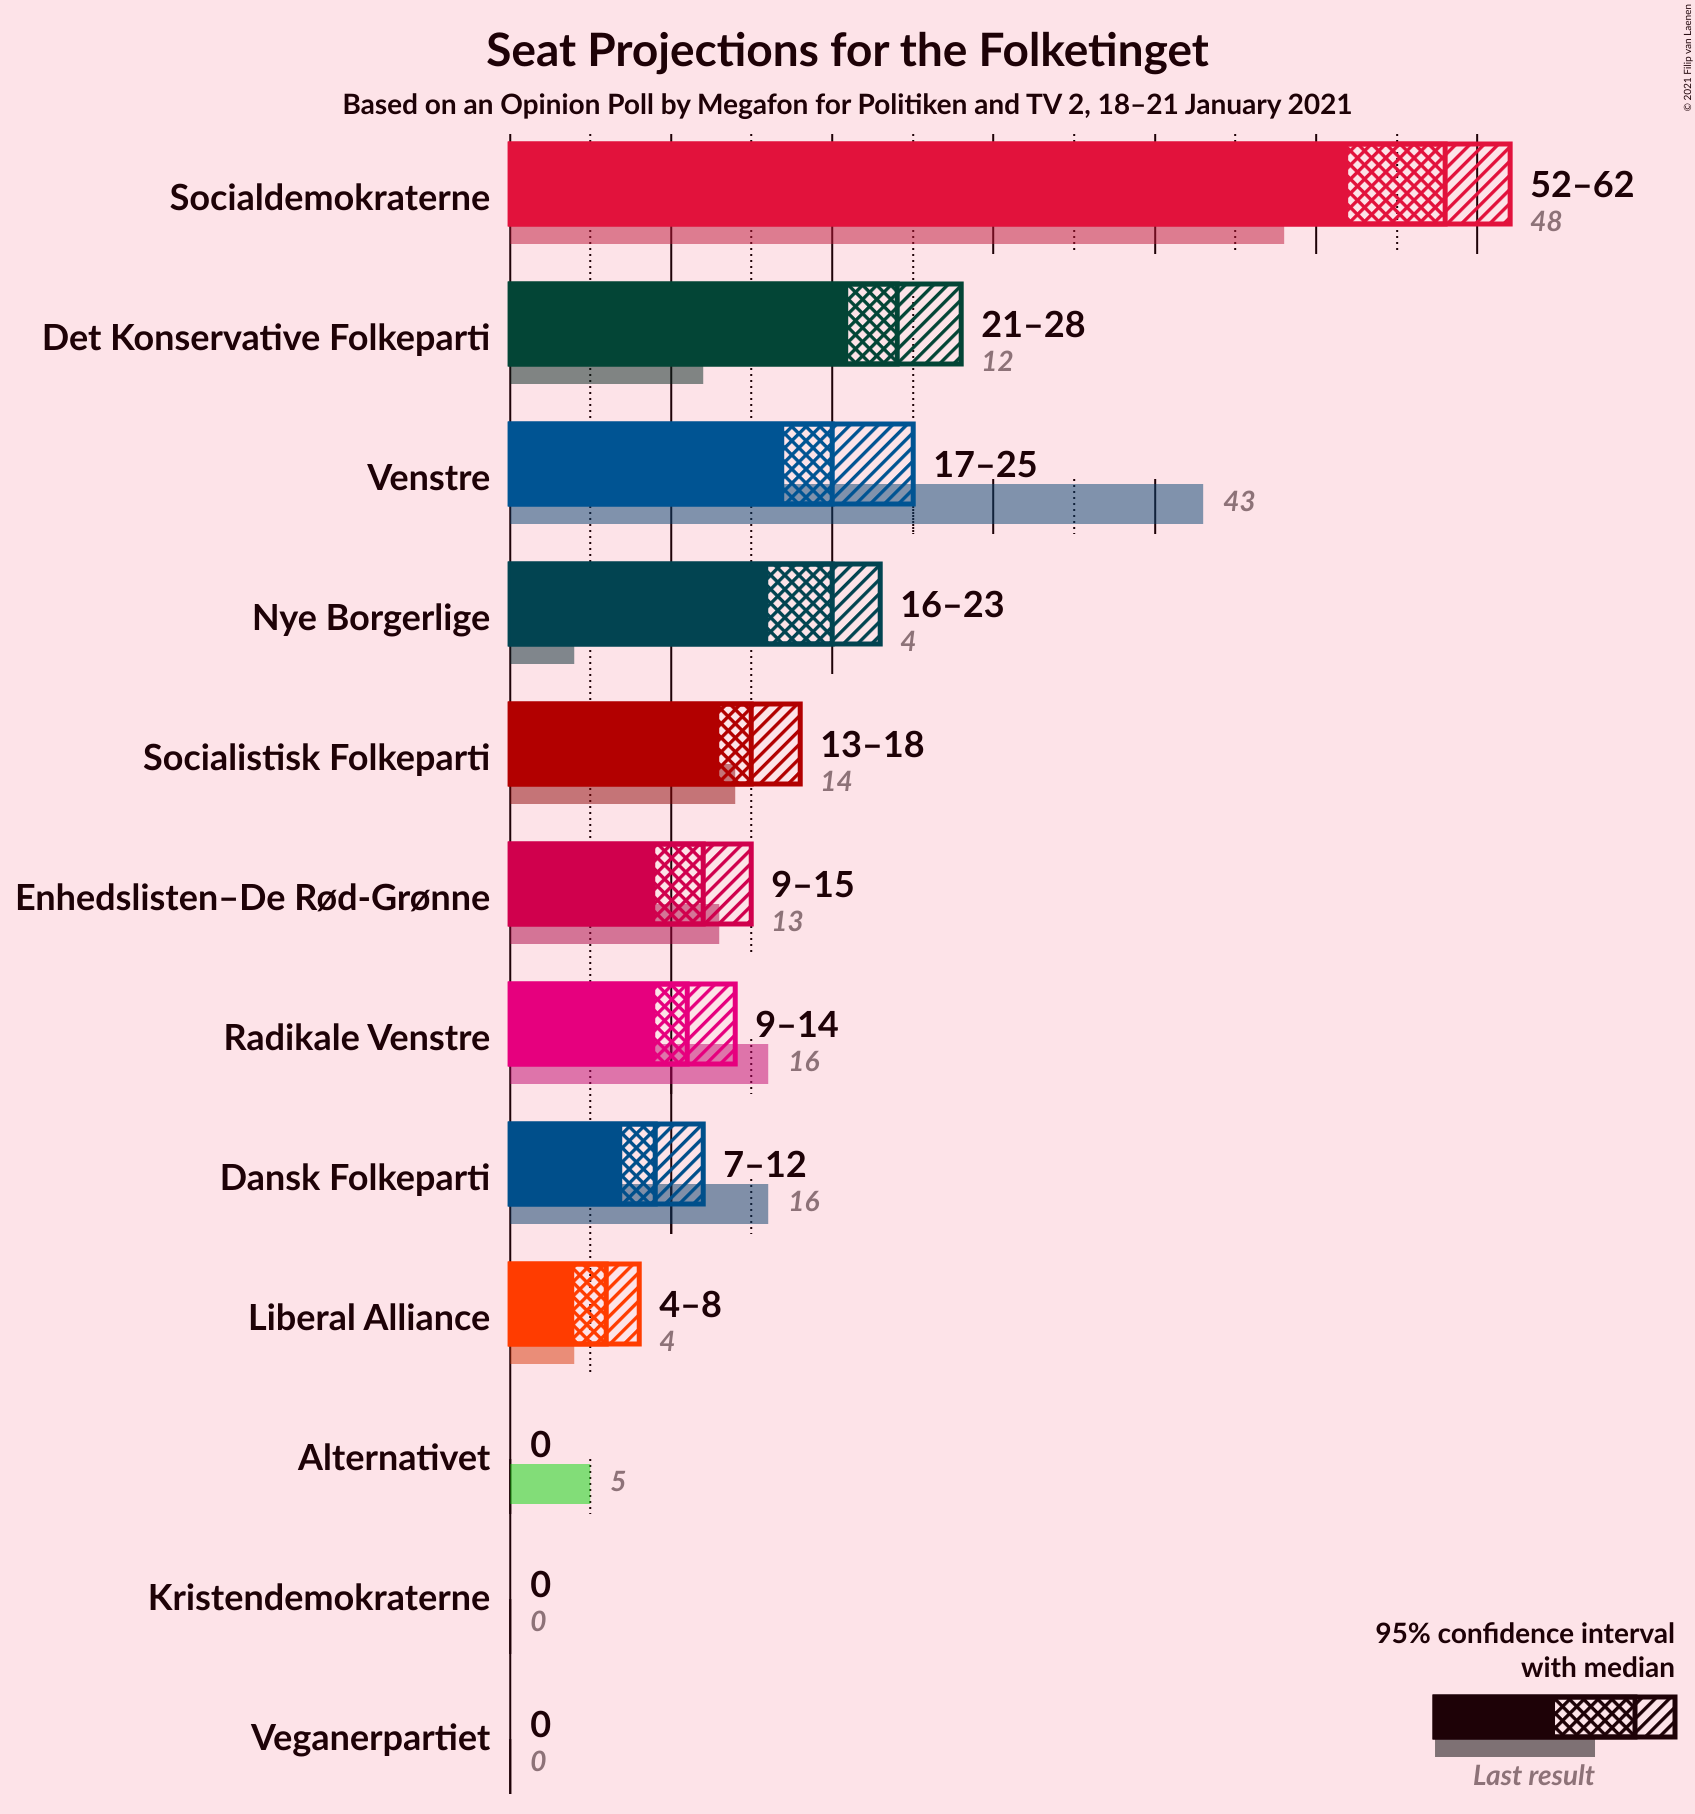 Seat Projections for the Folketinget
Based on an Opinion Poll by Megafon for Politiken and TV 2, 18–21 January 2021
© 2021 Filip van Laenen
Socialdemokraterne
52–62
48
Det Konservative Folkeparti
21–28
12
Venstre
17–25
43
Nye Borgerlige
16–23
4
Socialistisk Folkeparti
13–18
14
Enhedslisten–De Rød-Grønne
9–15
13
Radikale Venstre
9–14
16
Dansk Folkeparti
7–12
16
Liberal Alliance
4–8
4
Alternativet
0
5
Kristendemokraterne
0
0
Veganerpartiet
0
0
95% confidence interval
with median
Last result